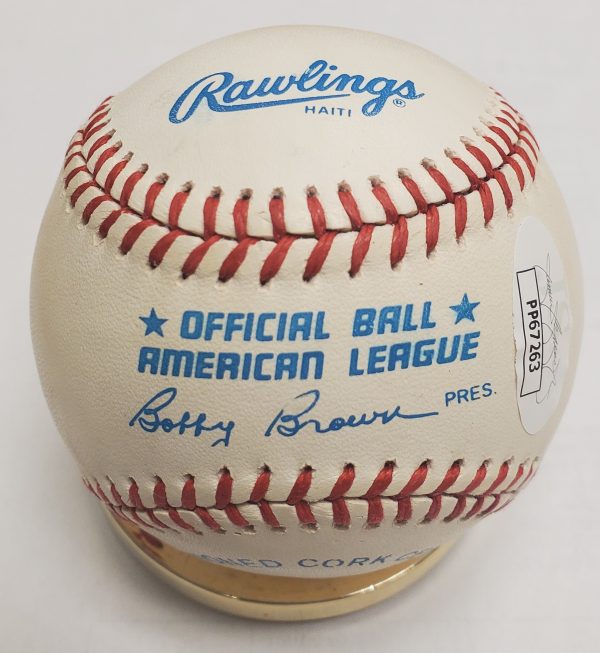 Rawlings®
HAITI
★ OFFICIAL BALL ★
AMERICAN LEAGUE
Bobby Brown PRES.
PP67263
CORK